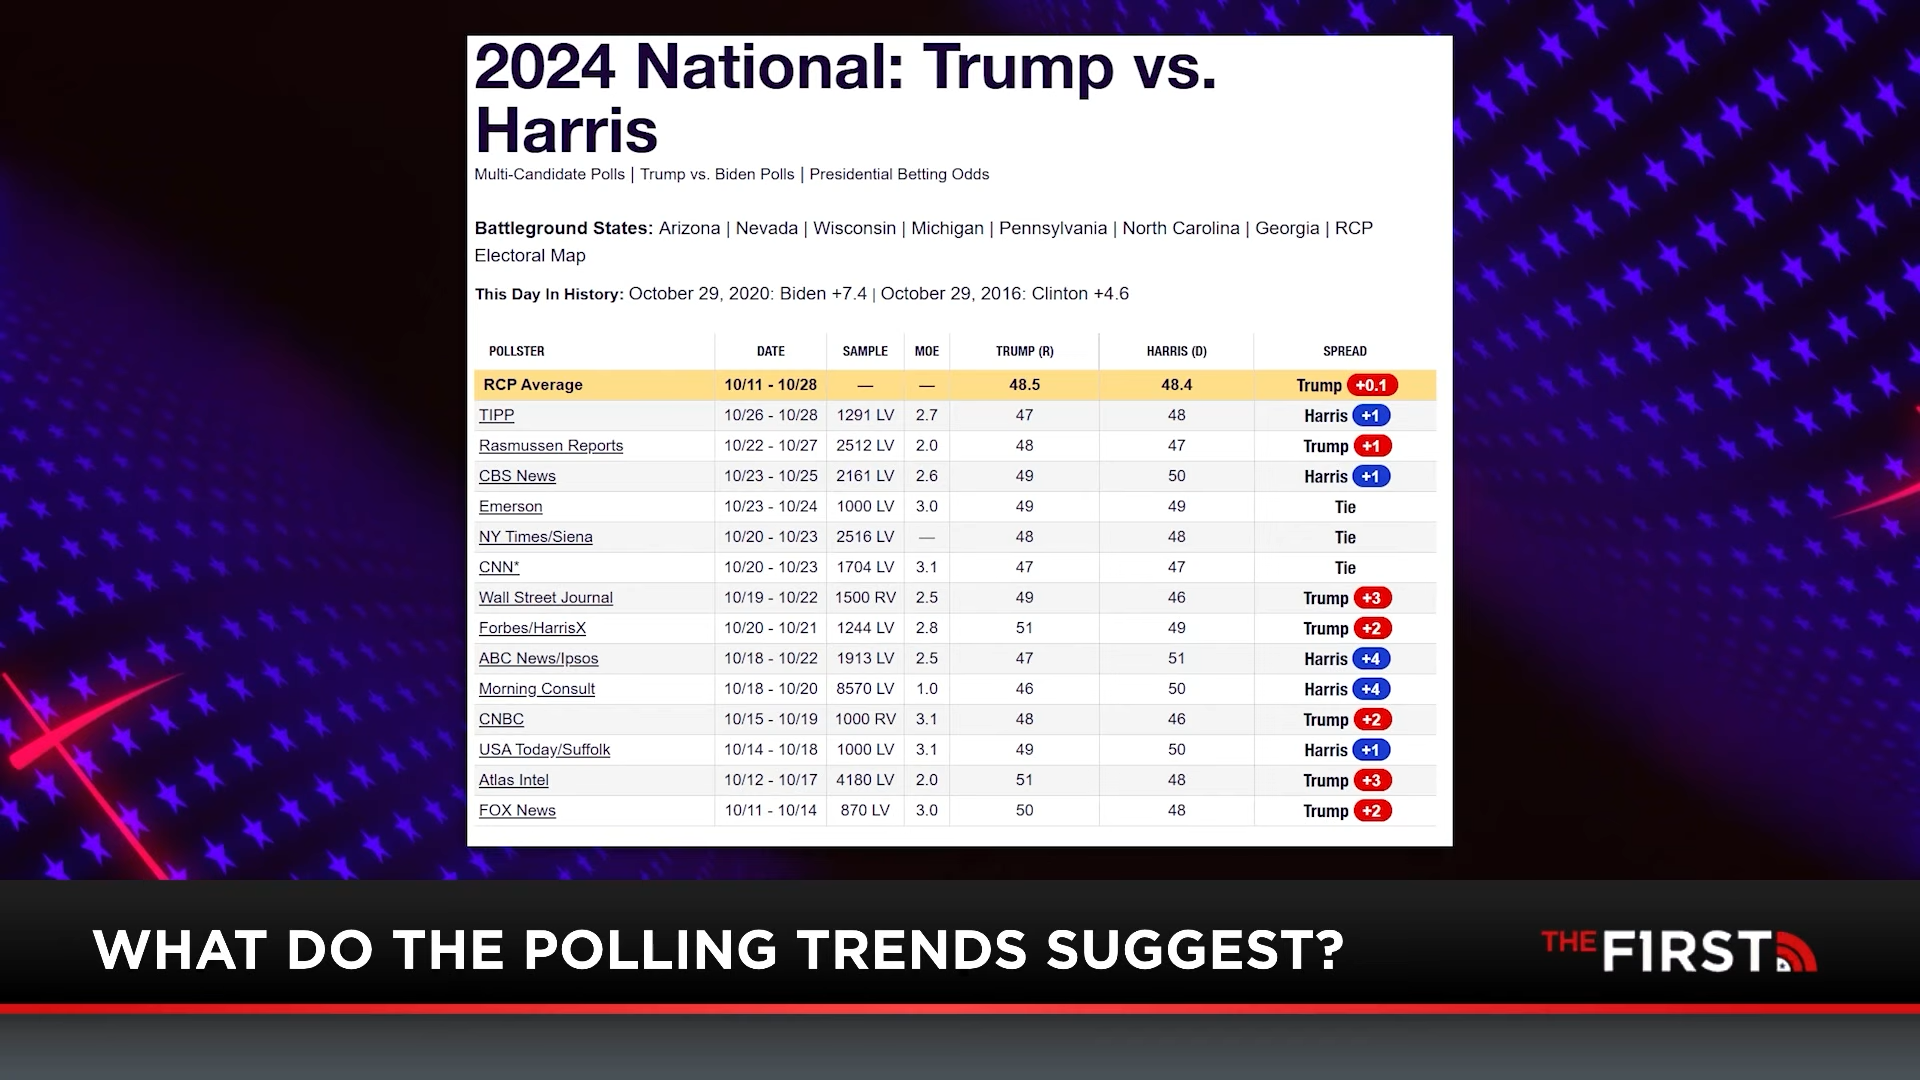 2024 National: Trump vs.
Harris
Multi-Candidate Polls | Trump vs. Biden Polls | Presidential Betting Odds
Battleground States: Arizona | Nevada | Wisconsin | Michigan | Pennsylvania | North Carolina | Georgia | RCP
Electoral Map
This Day In History: October 29, 2020: Biden +7.4 | October 29, 2016: Clinton +4.6
POLLSTER DATE SAMPLE MOE TRUMP (R) HARRIS (D) SPREAD
RCP Average 10/11 - 10/28 — — 48.5 48.4 Trump +0.1
TIPP 10/26 - 10/28 1291 LV 2.7 47 48 Harris +1
Rasmussen Reports 10/22 - 10/27 2512 LV 2.0 48 47 Trump +1
CBS News 10/23 - 10/25 2161 LV 2.6 49 50 Harris +1
Emerson 10/23 - 10/24 1000 LV 3.0 49 49 Tie
NY Times/Siena 10/20 - 10/23 2516 LV — 48 48 Tie
CNN* 10/20 - 10/23 1704 LV 3.1 47 47 Tie
Wall Street Journal 10/19 - 10/22 1500 RV 2.5 49 46 Trump +3
Forbes/HarrisX 10/20 - 10/21 1244 LV 2.8 51 49 Trump +2
ABC News/Ipsos 10/18 - 10/22 1913 LV 2.5 47 51 Harris +4
Morning Consult 10/18 - 10/20 8570 LV 1.0 46 50 Harris +4
CNBC 10/15 - 10/19 1000 RV 3.1 48 46 Trump +2
USA Today/Suffolk 10/14 - 10/18 1000 LV 3.1 49 50 Harris +1
Atlas Intel 10/12 - 10/17 4180 LV 2.0 51 48 Trump +3
FOX News 10/11 - 10/14 870 LV 3.0 50 48 Trump +2
WHAT DO THE POLLING TRENDS SUGGEST?
THE FIRST